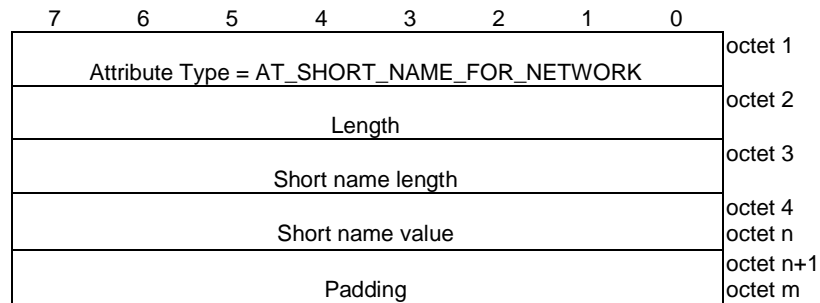 7 6 5 4 3 2 1 0
octet 1
Attribute Type = AT_SHORT_NAME_FOR_NETWORK
octet 2
Length
octet 3
Short name length
octet 4
Short name value octet n
octet n+1
Padding octet m